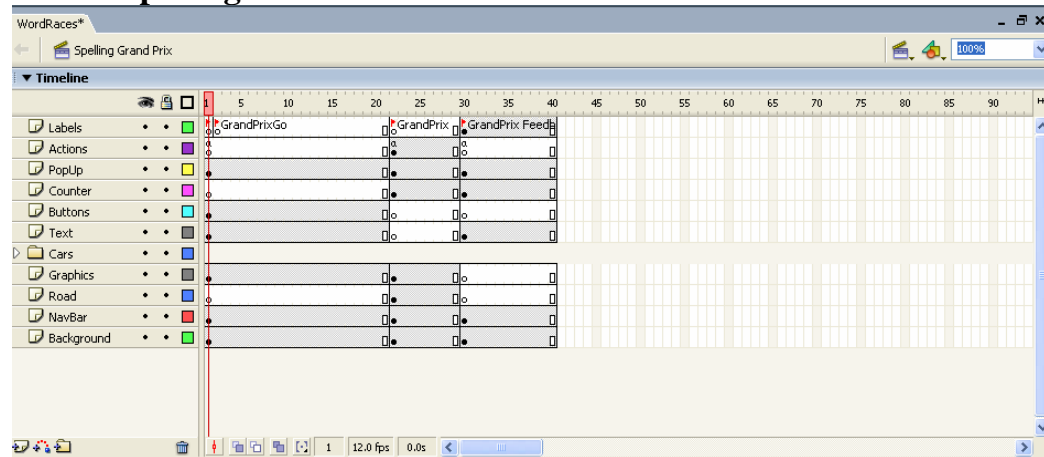 WordRaces*
Spelling Grand Prix 100%
Timeline
1 5 10 15 20 25 30 35 40 45 50 55 60 65 70 75 80 85 90
Labels GrandPrixGo GrandPrix GrandPrix Feedb
Actions a a a
PopUp
Counter
Buttons
Text
Cars
Graphics
Road
NavBar
Background
1 12.0 fps 0.0s